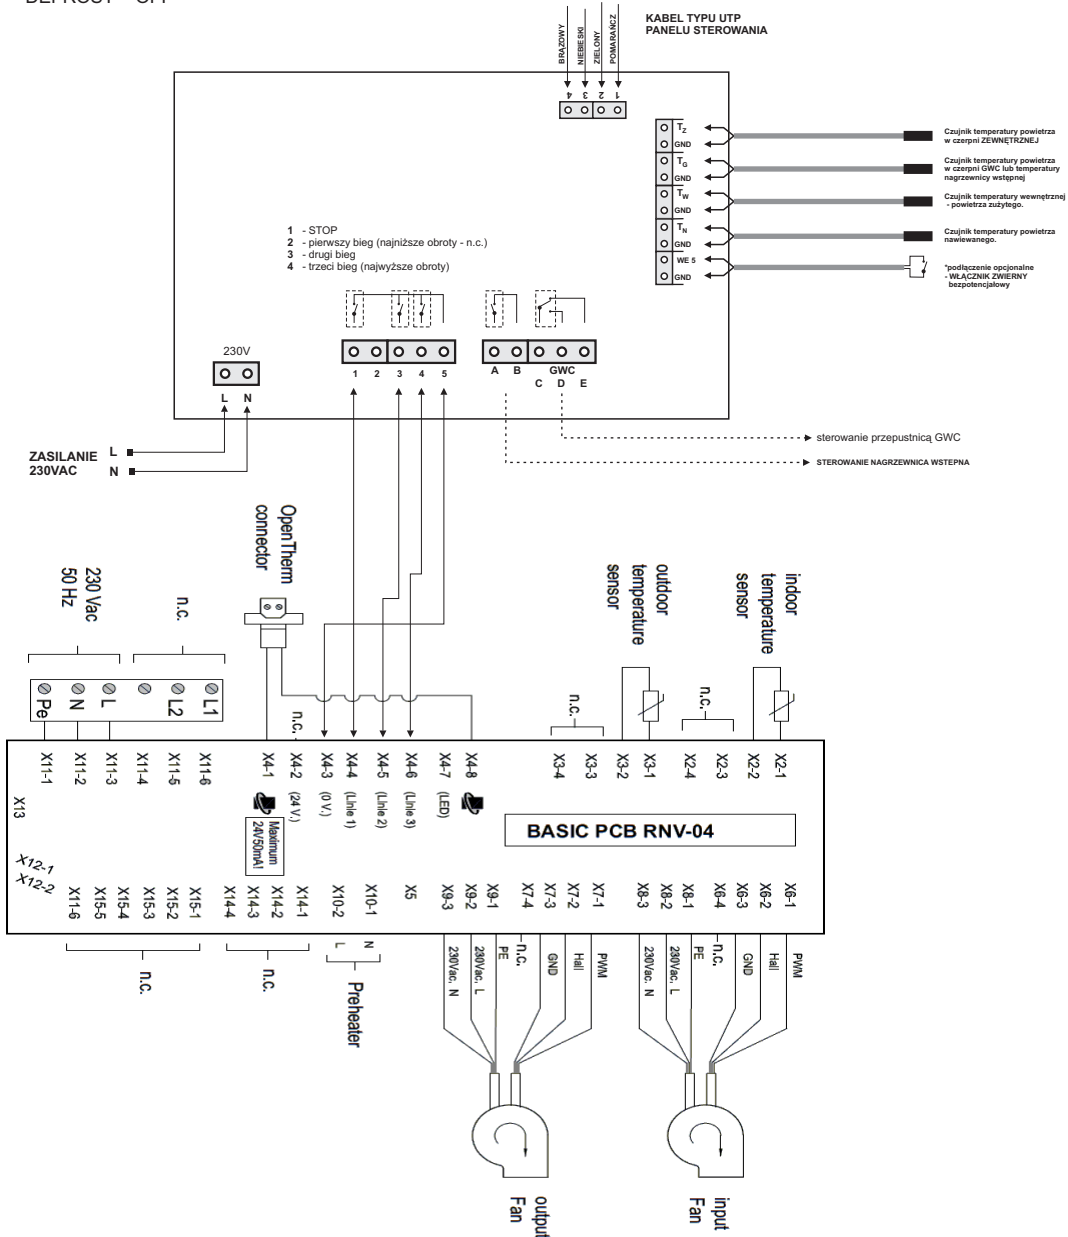 KABEL TYPU UTP
PANELU STEROWANIA
BRĄZOWY
NIEBIESKI
ZIELONY
POMARAŃCZ
4
3
2
1
TZ
GND
TG
GND
TW
GND
TN
GND
WE 5
GND
Czujnik temperatury powietrza
w czerpni ZEWNĘTRZNEJ
Czujnik temperatury powietrza
w czerpni GWC lub temperatury
nagrzewnicy wstępnej
Czujnik temperatury wewnętrznej
- powietrza zużytego.
Czujnik temperatury powietrza
nawiewanego.
*podłączenie opcjonalne
- WŁĄCZNIK ZWIERNY
bezpotencjałowy
1 - STOP
2 - pierwszy bieg (najniższe obroty - n.c.)
3 - drugi bieg
4 - trzeci bieg (najwyższe obroty)
230V
L N
1 2 3 4 5
A B GWC
C D E
ZASILANIE L
230VAC N
sterowanie przepustnicą GWC
STEROWANIE NAGRZEWNICA WSTEPNA
230 Vac
50 Hz
n.c.
OpenTherm
connector
n.c.
n.c.
outdoor
temperature
sensor
n.c.
indoor
temperature
sensor
Pe
N
L
L2
L1
X11-1
X11-2
X11-3
X11-4
X11-5
X11-6
X4-1
X4-2 (24 V.)
X4-3 (0 V.)
X4-4 (Linie 1)
X4-5 (Linie 2)
X4-6 (Linie 3)
X4-7 (LED)
X4-8
X3-4
X3-3
X3-2
X3-1
X2-4
X2-3
X2-2
X2-1
X13
Maximum
24V/50mA!
BASIC PCB RNV-04
X12-1
X12-2
X11-6
X15-5
X15-4
X15-3
X15-2
X15-1
X14-4
X14-3
X14-2
X14-1
X10-2
X10-1
X5
X9-3
X9-2
X9-1
X7-4
X7-3
X7-2
X7-1
X8-3
X8-2
X8-1
X6-4
X6-3
X6-2
X6-1
n.c.
n.c.
L
N
Preheater
230Vac. N
230Vac. L
PE
n.c.
GND
Hall
PWM
230Vac. N
230Vac. L
PE
n.c.
GND
Hall
PWM
output
Fan
input
Fan